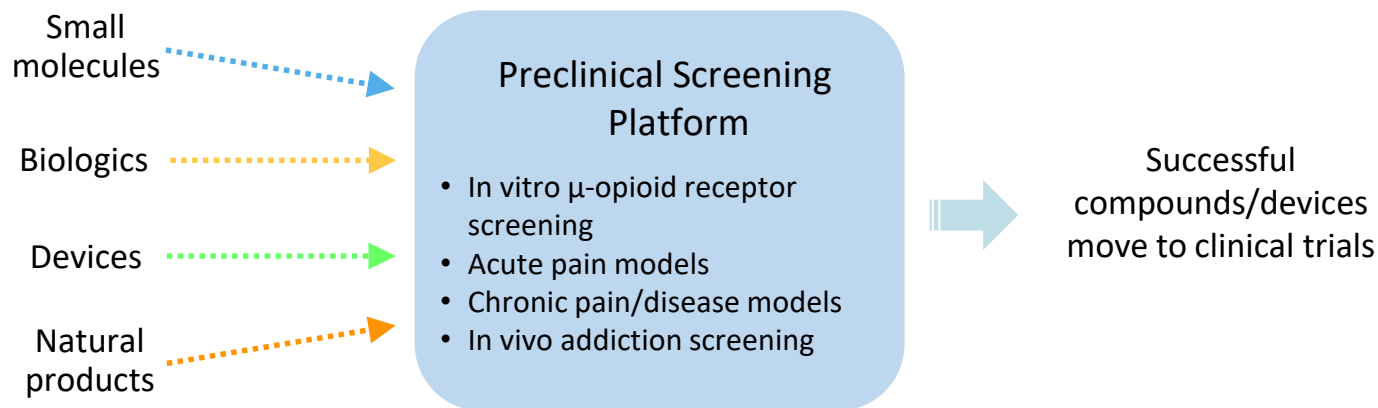 Small
molecules
Biologics
Devices
Natural
products
Preclinical Screening
Platform
• In vitro µ-opioid receptor
screening
• Acute pain models
• Chronic pain/disease models
• In vivo addiction screening
Successful
compounds/devices
move to clinical trials